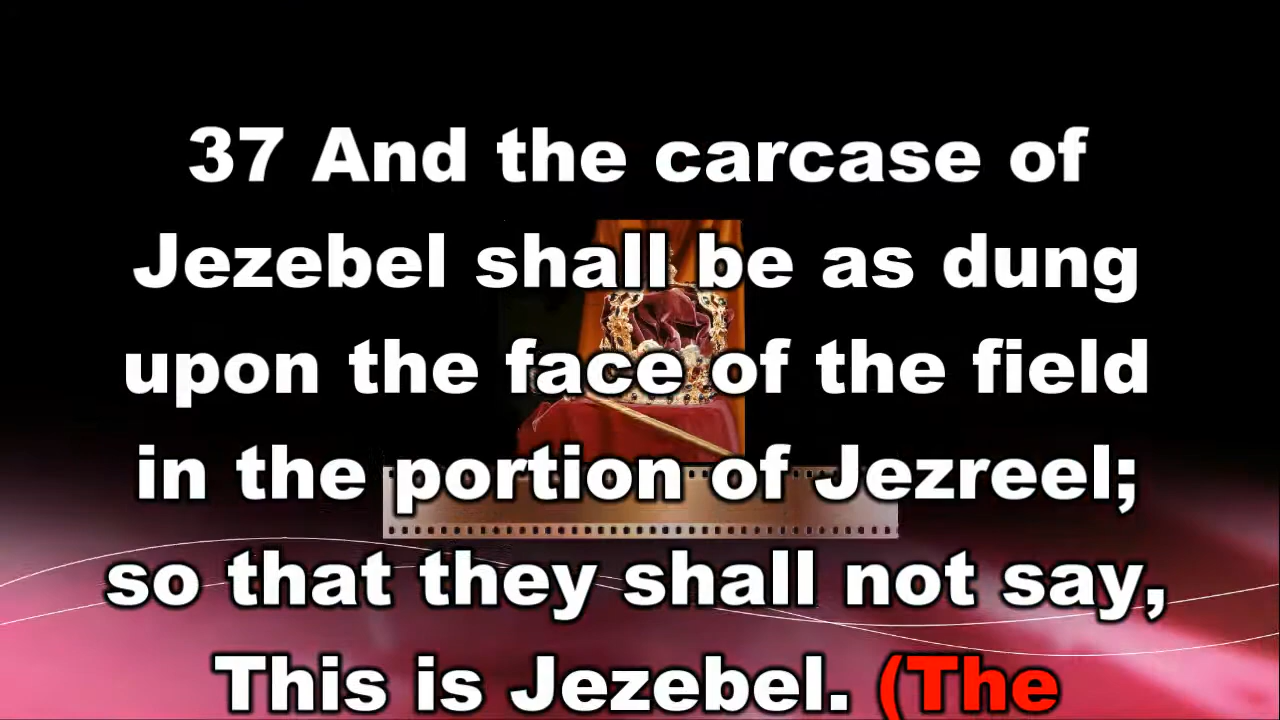 37 And the carcase of
Jezebel shall be as dung
upon the face of the field
in the portion of Jezreel;
so that they shall not say,
This is Jezebel. (The